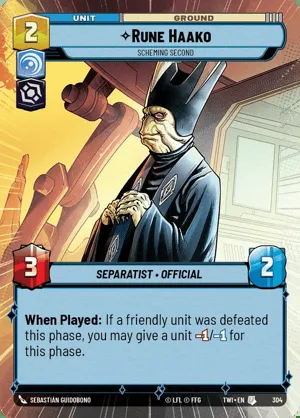 UNIT
GROUND
2
✧RUNE HAAKO
SCHEMING SECOND
3
SEPARATIST • OFFICIAL
2
When Played: If a friendly unit was defeated
this phase, you may give a unit -1/-1 for
this phase.
SEBASTIÁN GUIDOBONO
© LFL © FFG
TWI • EN
304